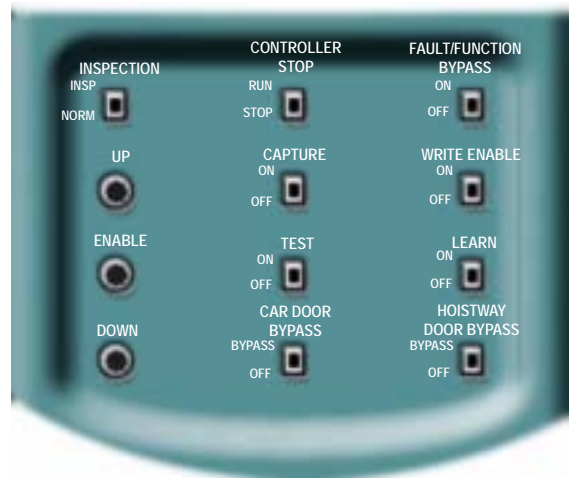 INSPECTION
INSP
NORM
CONTROLLER
STOP
RUN
STOP
FAULT/FUNCTION
BYPASS
ON
OFF
UP
CAPTURE
ON
OFF
WRITE ENABLE
ON
OFF
ENABLE
TEST
ON
OFF
LEARN
ON
OFF
DOWN
CAR DOOR
BYPASS
BYPASS
OFF
HOISTWAY
DOOR BYPASS
BYPASS
OFF